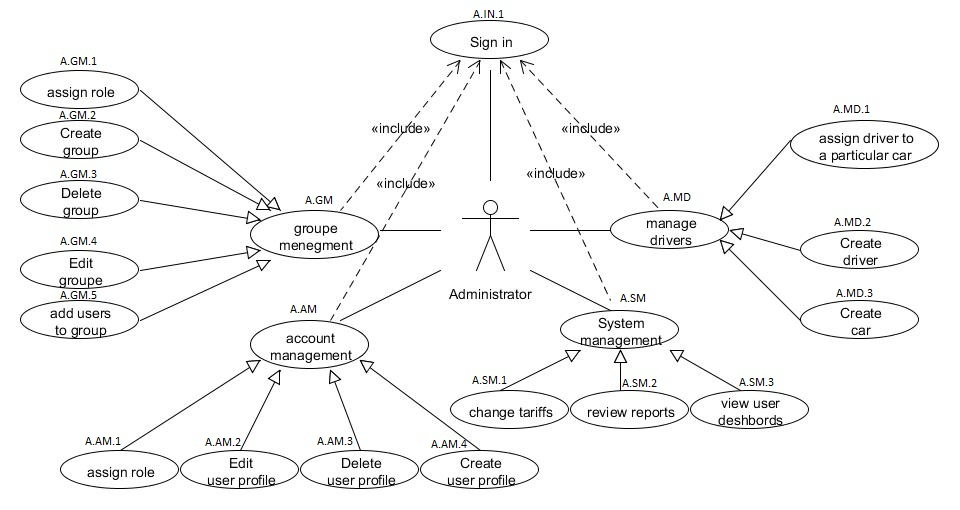 A.IN.1
Sign in
A.GM.1
assign role
A.GM.2
Create
group
A.GM.3
Delete
group
A.GM.4
Edit
groupe
A.GM.5
add users
to group
«include»
«include»
«include»
«include»
A.MD.1
assign driver to
a particular car
A.GM
groupe
menegment
A.MD
manage
drivers
A.MD.2
Create
driver
A.MD.3
Create
car
Administrator
A.AM
account
management
A.SM
System
management
A.SM.1
change tariffs
A.SM.2
review reports
A.SM.3
view user
deshbords
A.AM.1
assign role
A.AM.2
Edit
user profile
A.AM.3
Delete
user profile
A.AM.4
Create
user profile